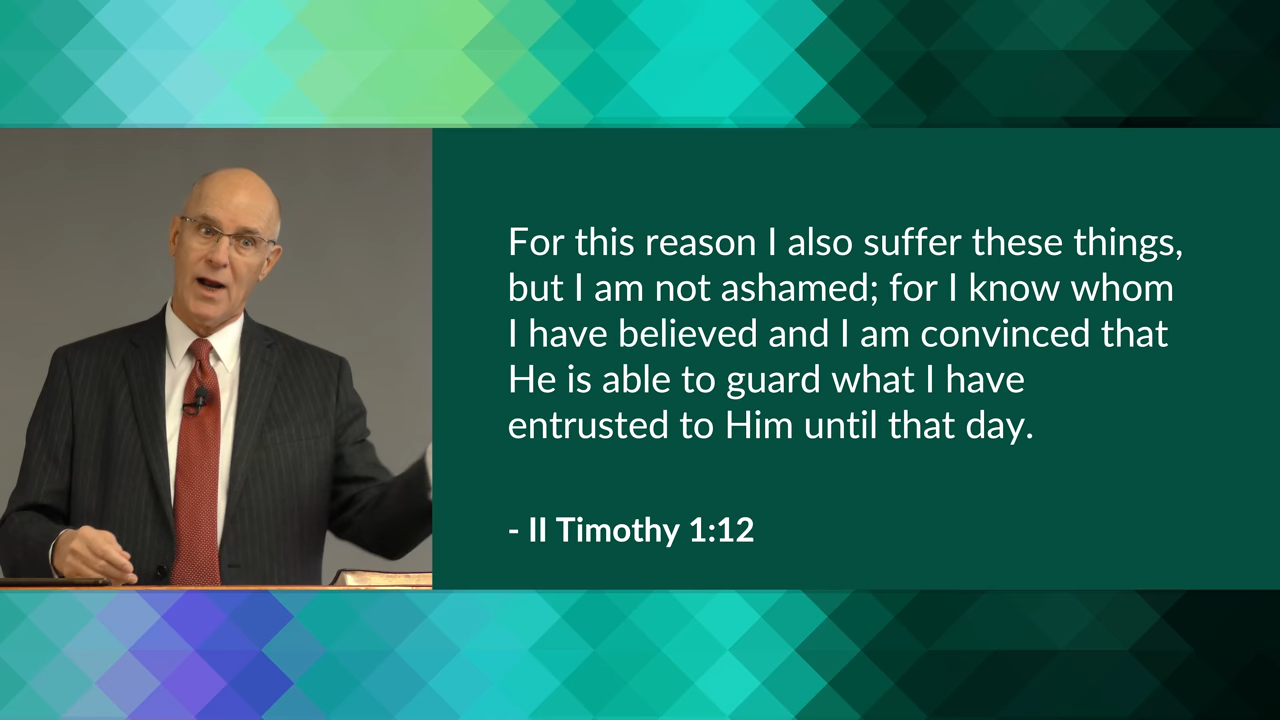 For this reason I also suffer these things,
but I am not ashamed; for I know whom
I have believed and I am convinced that
He is able to guard what I have
entrusted to Him until that day.
- II Timothy 1:12